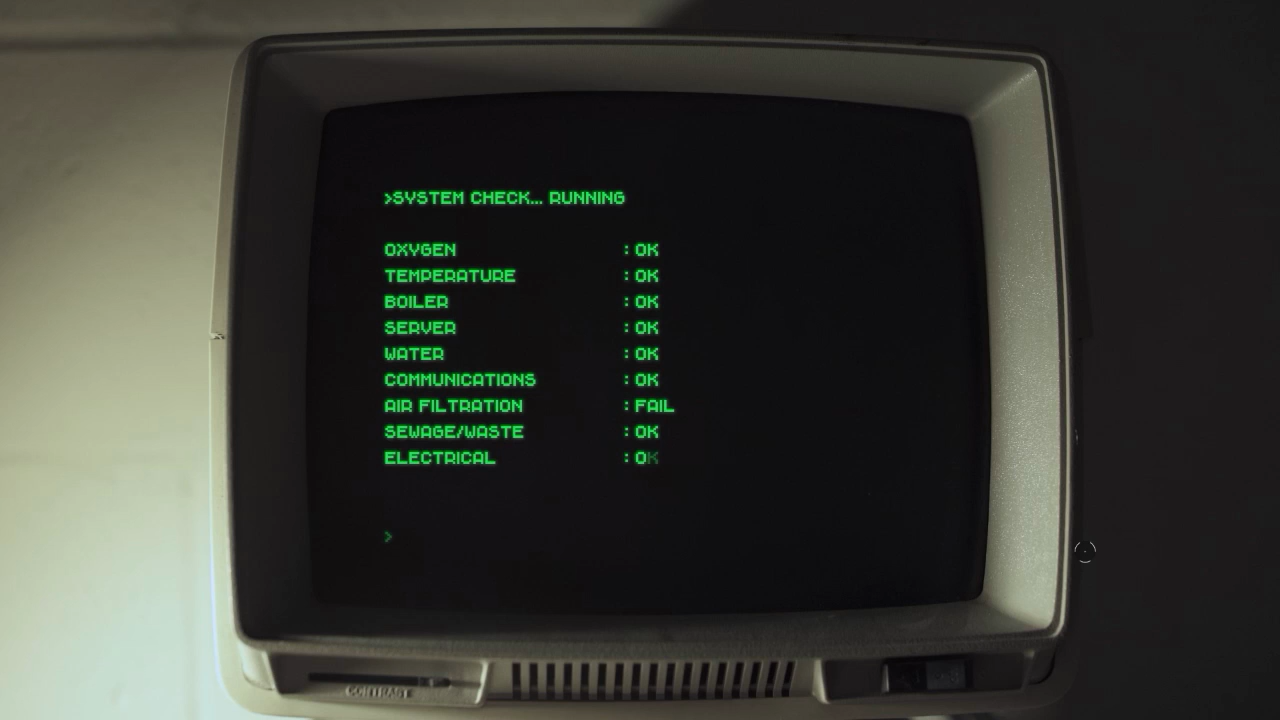 >SYSTEM CHECK... RUNNING
OXYGEN : OK
TEMPERATURE : OK
BOILER : OK
SERVER : OK
WATER : OK
COMMUNICATIONS : OK
AIR FILTRATION : FAIL
SEWAGE/WASTE : OK
ELECTRICAL : OK
>
CONTRAST